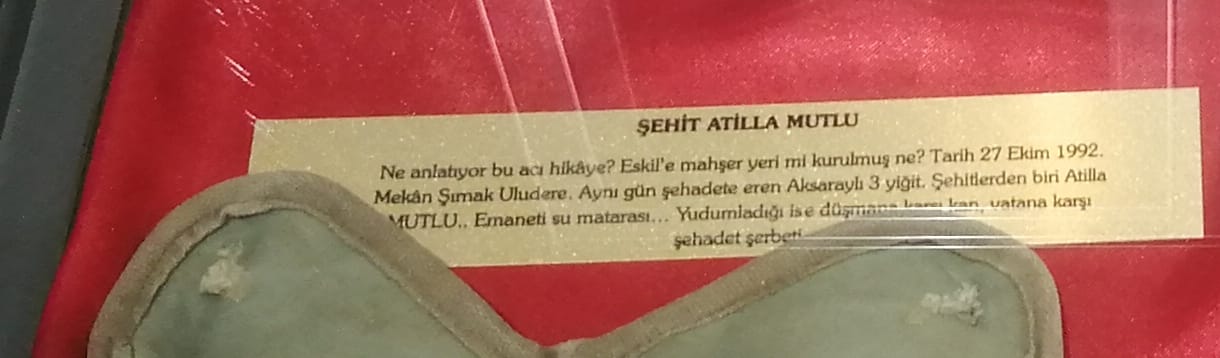 ŞEHİT ATİLLA MUTLU
Ne anlatıyor bu acı hikâye? Eskil'e mahşer yeri mi kurulmuş ne? Tarih 27 Ekim 1992.
Mekân Şırnak Uludere. Aynı gün şehadete eren Aksaraylı 3 yiğit. Şehitlerden biri Atilla
MUTLU.. Emaneti su matarası... Yudumladığı ise düşmana karşı kan, vatana karşı
şehadet şerbeti